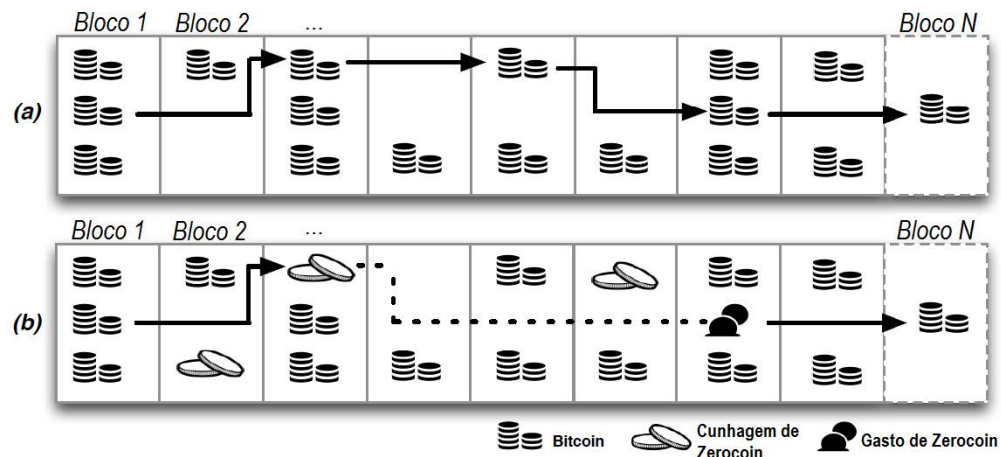 Bloco 1 Bloco 2 ... Bloco N
(a)
Bloco 1 Bloco 2 ... Bloco N
(b)
Bitcoin
Cunhagem de
Zerocoin
Gasto de Zerocoin